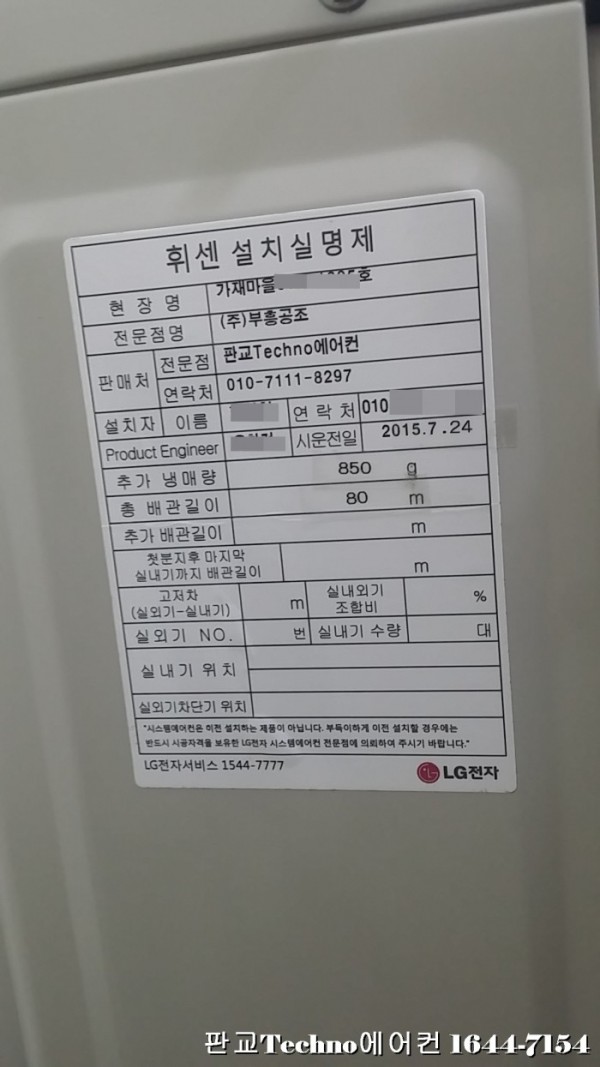 휘센 설치실명제
현 장 명 가재마을 호
전문점명 (주)부흥공조
판매처 전문점 판교Techno에어컨
연락처 010-7111-8297
설치자 이름 연 락 처 010
Product Engineer 시운전일 2015.7.24
추가 냉매량 850 g
총 배관길이 80 m
추가 배관길이 m
첫분지후 마지막
실내기까지 배관길이 m
고저차
(실외기-실내기) m 실내외기
조합비 %
실외기 NO. 번 실내기 수량 대
실내기 위치
실외기차단기 위치
"시스템에어컨은 이전 설치하는 제품이 아닙니다. 부득이하게 이전 설치할 경우에는
반드시 시공자격을 보유한 LG전자 시스템에어컨 전문점에 의뢰하여 주시기 바랍니다."
LG전자서비스 1544-7777 LG전자
판교Techno에어컨 1644-7154